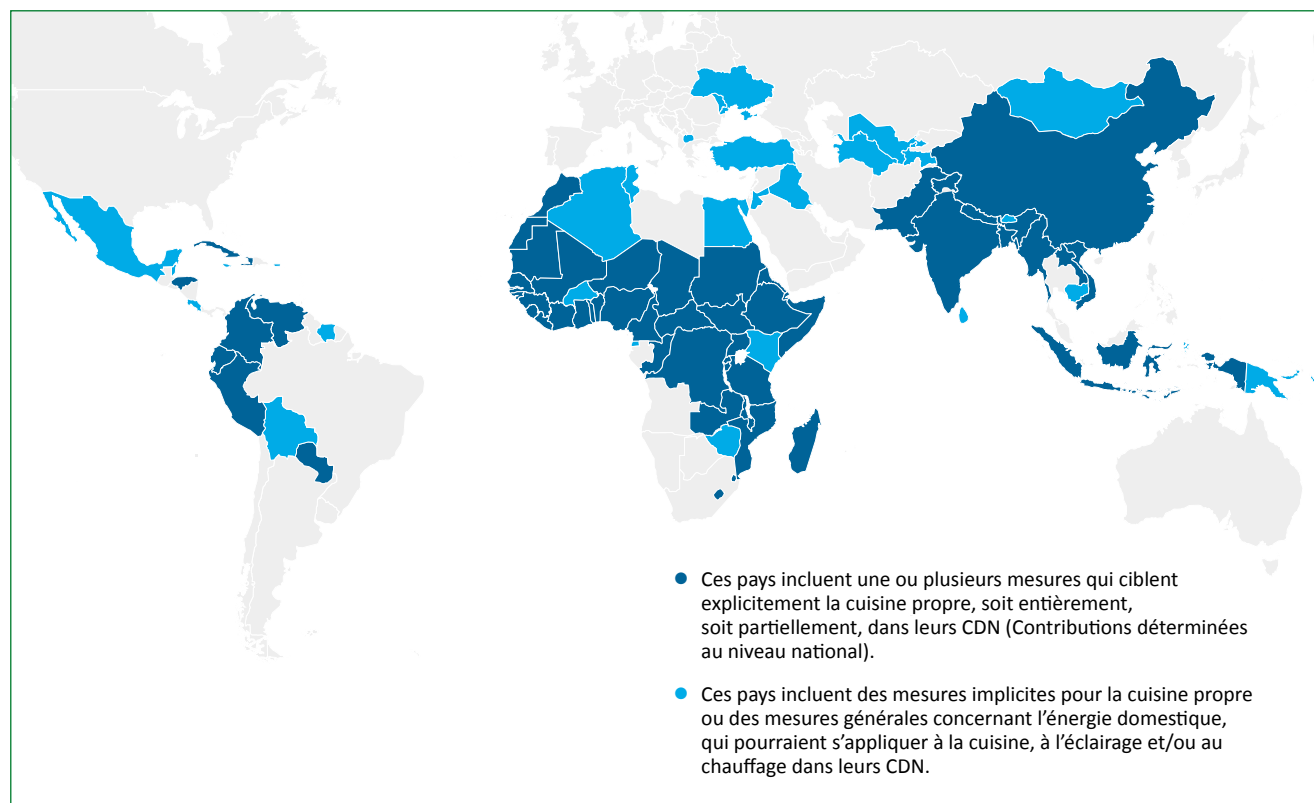 Ces pays incluent une ou plusieurs mesures qui ciblent
explicitement la cuisine propre, soit entièrement,
soit partiellement, dans leurs CDN (Contributions déterminées
au niveau national).
Ces pays incluent des mesures implicites pour la cuisine propre
ou des mesures générales concernant l’énergie domestique,
qui pourraient s’appliquer à la cuisine, à l’éclairage et/ou au
chauffage dans leurs CDN.